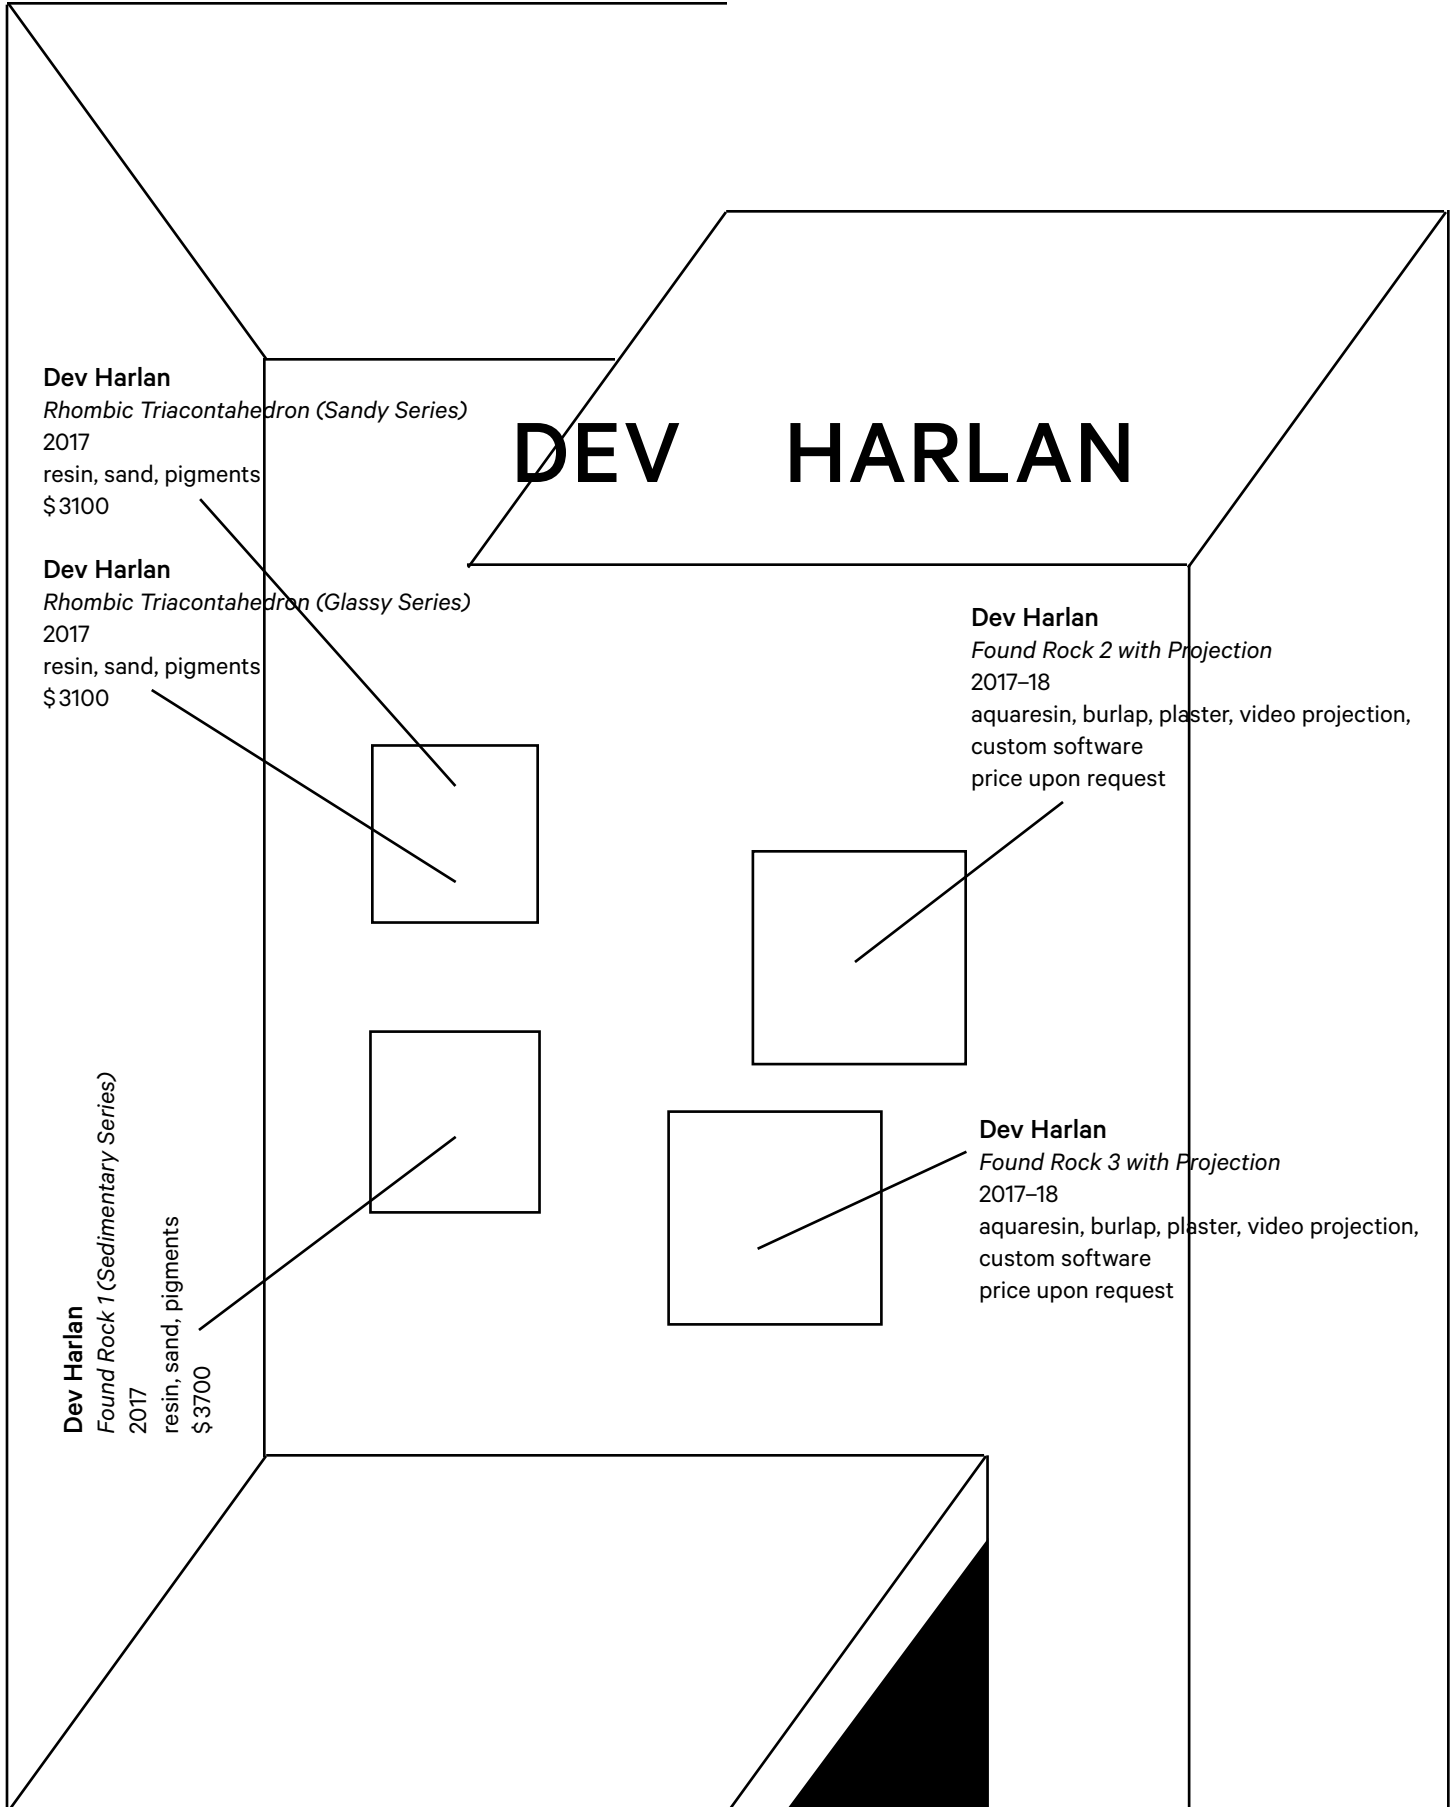 Dev Harlan
Rhombic Triacontahedron (Sandy Series)
2017
resin, sand, pigments
$3100
DEV HARLAN
Dev Harlan
Rhombic Triacontahedron (Glassy Series)
2017
resin, sand, pigments
$3100
Dev Harlan
Found Rock 2 with Projection
2017–18
aquaresin, burlap, plaster, video projection,
custom software
price upon request
Dev Harlan
Found Rock 1 (Sedimentary Series)
2017
resin, sand, pigments
$3700
Dev Harlan
Found Rock 3 with Projection
2017–18
aquaresin, burlap, plaster, video projection,
custom software
price upon request